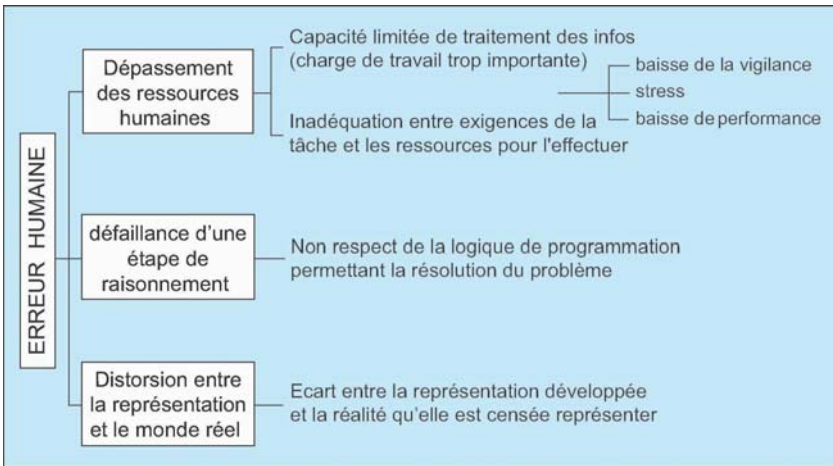 ERREUR HUMAINE
Dépassement
des ressources
humaines
Capacité limitée de traitement des infos
(charge de travail trop importante)
Inadéquation entre exigences de la
tâche et les ressources pour l'effectuer
baisse de la vigilance
stress
baisse de performance
défaillance d'une
étape de
raisonnement
Non respect de la logique de programmation
permettant la résolution du problème
Distorsion entre
la représentation
et le monde réel
Ecart entre la représentation développée
et la réalité qu'elle est censée représenter